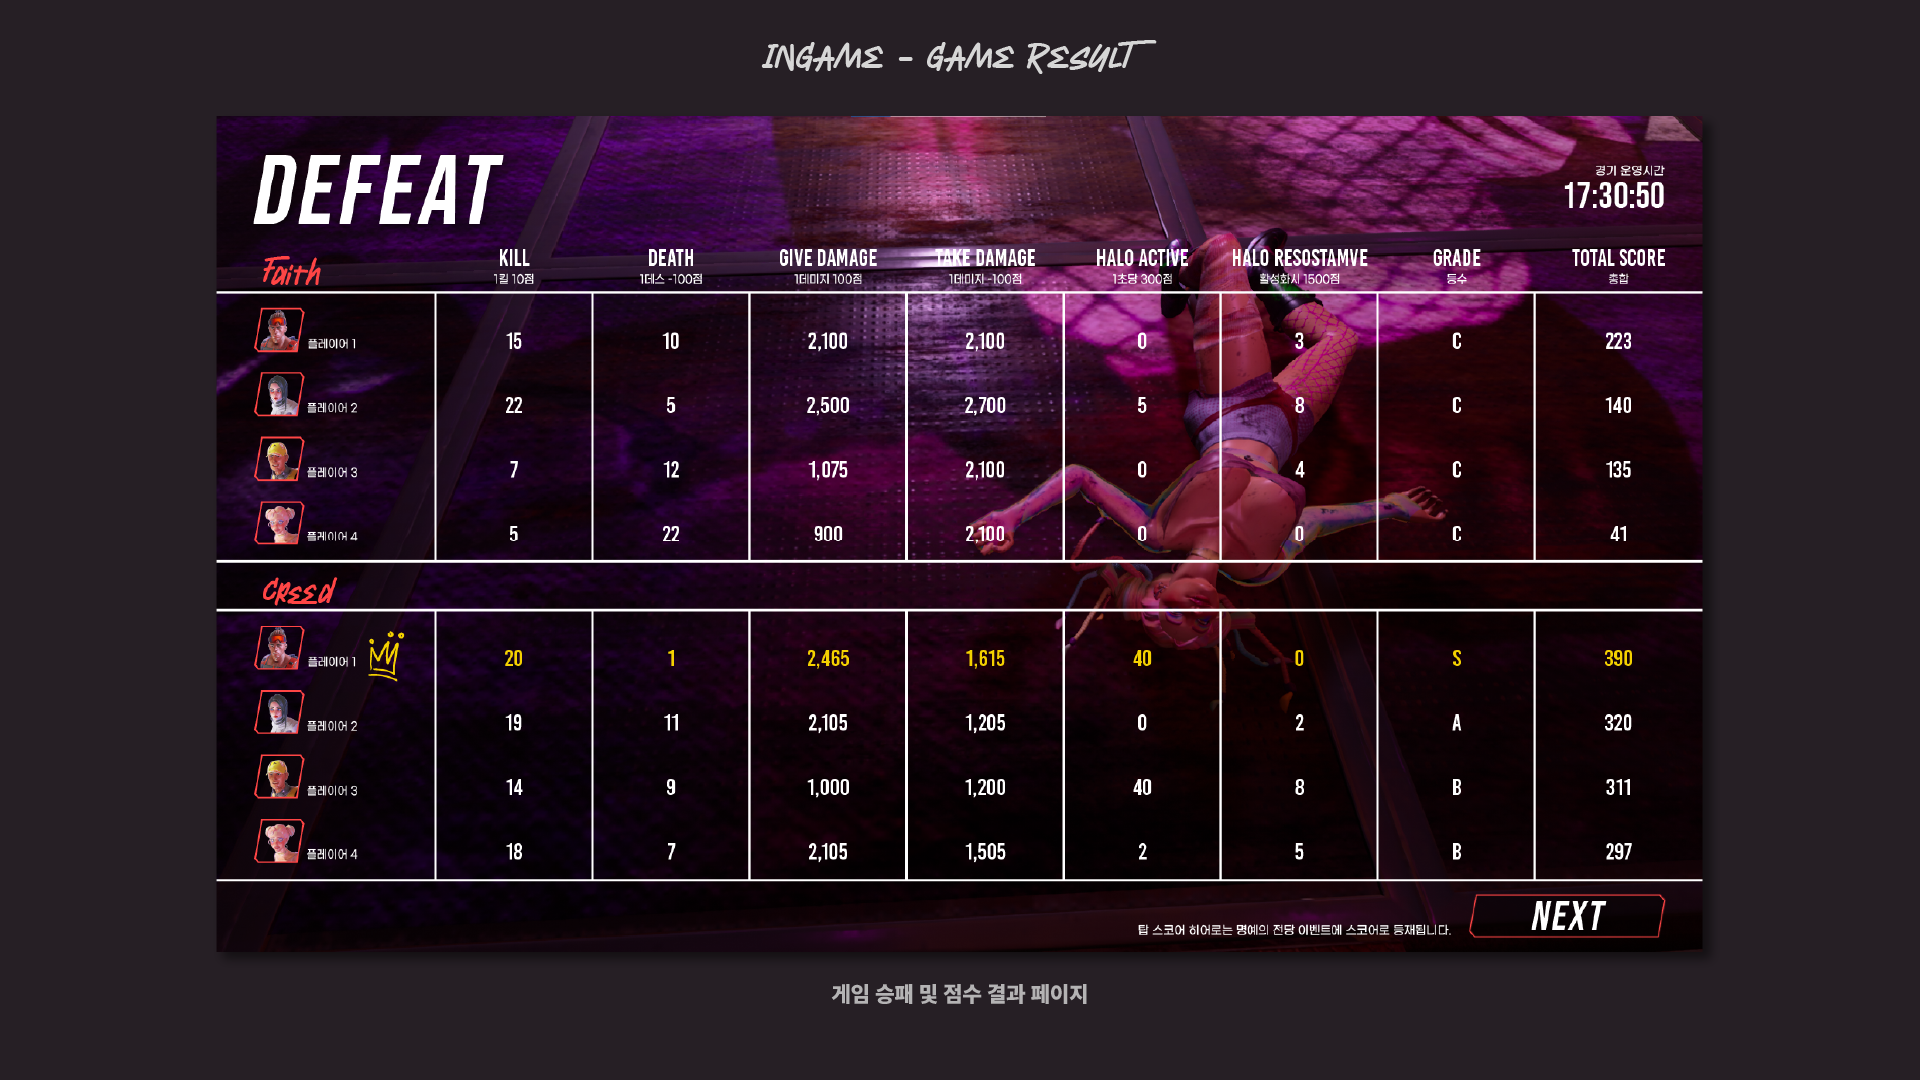 INGAME - GAME RESULT
DEFEAT
경기 운영시간
17:30:50
Faith
KILL DEATH GIVE DAMAGE TAKE DAMAGE HALO ACTIVE HALO RESOSTAMVE GRADE TOTAL SCORE
1킬 10점 1데스 -100점 1데미지 100점 1데미지 -100점 1초당 300점 활성화시 1500점 등수 총합
플레이어 1 15 10 2,100 2,100 0 3 C 223
플레이어 2 22 5 2,500 2,700 5 8 C 140
플레이어 3 7 12 1,075 2,100 0 4 C 135
플레이어 4 5 22 900 2,100 0 0 C 41
Creed
플레이어 1 20 1 2,465 1,615 40 0 S 390
플레이어 2 19 11 2,105 1,205 0 2 A 320
플레이어 3 14 9 1,000 1,200 40 8 B 311
플레이어 4 18 7 2,105 1,505 2 5 B 297
탑 스코어 히어로는 명예의 전당 이벤트에 스코어로 등재됩니다.
NEXT
게임 승패 및 점수 결과 페이지